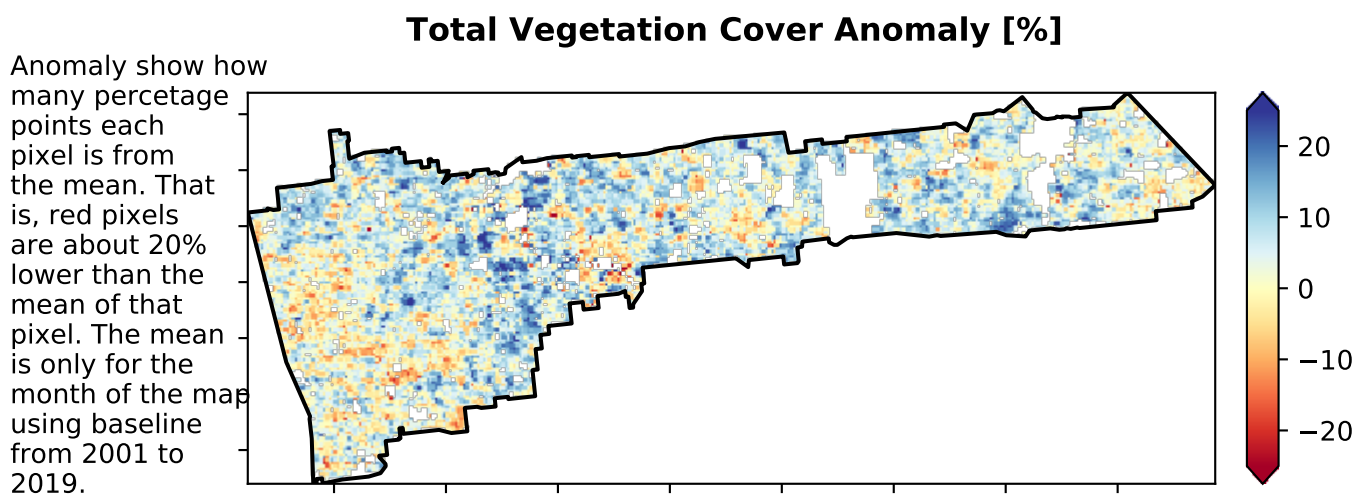 Total Vegetation Cover Anomaly [%]
Anomaly show how
many percetage
points each
pixel is from
the mean. That
is, red pixels
are about 20%
lower than the
mean of that
pixel. The mean
is only for the
month of the map
using baseline
from 2001 to
2019.
20
10
0
−10
−20